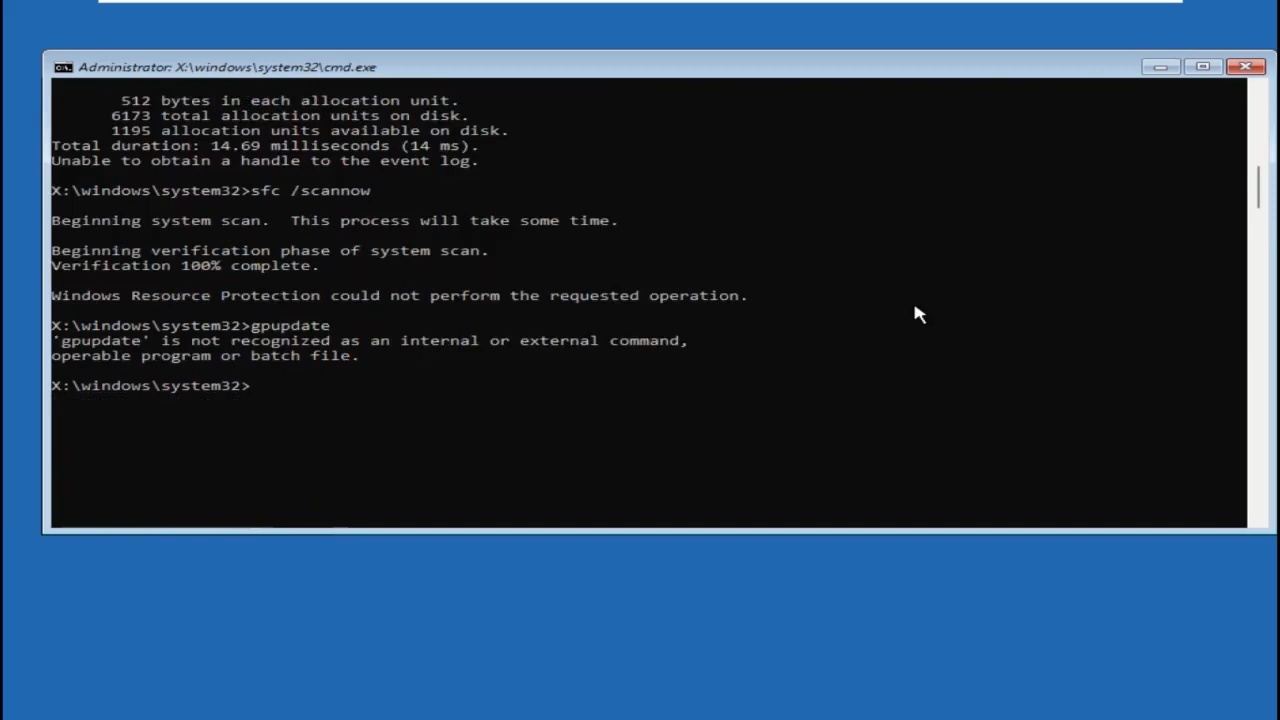 Administrator: X:\windows\system32\cmd.exe
512 bytes in each allocation unit.
6173 total allocation units on disk.
1195 allocation units available on disk.
Total duration: 14.69 milliseconds (14 ms).
Unable to obtain a handle to the event log.
X:\windows\system32>sfc /scannow
Beginning system scan.  This process will take some time.
Beginning verification phase of system scan.
Verification 100% complete.
Windows Resource Protection could not perform the requested operation.
X:\windows\system32>gpupdate
'gpupdate' is not recognized as an internal or external command,
operable program or batch file.
X:\windows\system32>